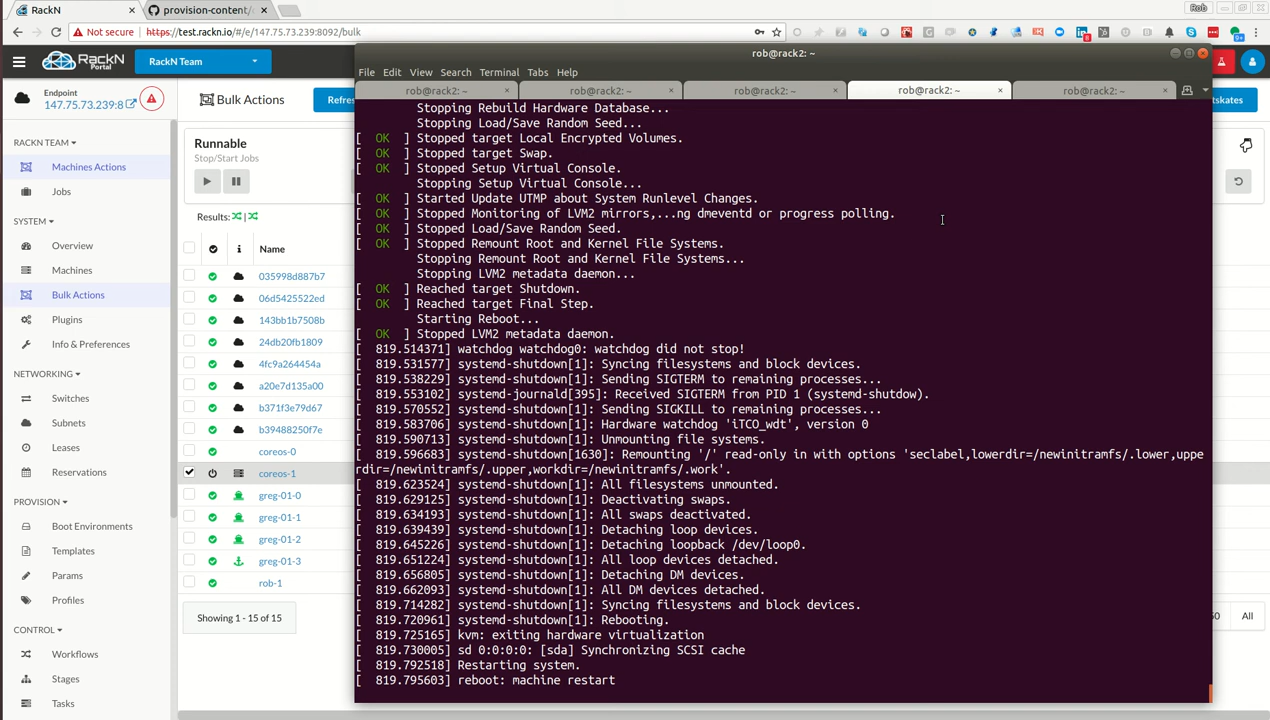 RackN
provision-content/
Rob
Not secure
https://test.rackn.io/#/e/147.75.73.239:8092/bulk
RackN
Portal
RackN Team
rob@rack2: ~
File Edit View Search Terminal Tabs Help
rob@rack2: ~
rob@rack2: ~
rob@rack2: ~
rob@rack2: ~
rob@rack2: ~
Endpoint
147.75.73.239:8
Bulk Actions
Refres
tskates
RACKN TEAM
Machines Actions
Jobs
SYSTEM
Overview
Machines
Bulk Actions
Plugins
Info & Preferences
NETWORKING
Switches
Subnets
Leases
Reservations
PROVISION
Boot Environments
Templates
Params
Profiles
CONTROL
Workflows
Stages
Tasks
Runnable
Stop/Start Jobs
Results:
Name
035998d887b7
06d5425522ed
143bb1b7508b
24db20fb1809
4fc9a264454a
a20e7d135a00
b371f3e79d67
b39488250f7e
coreos-0
coreos-1
greg-01-0
greg-01-1
greg-01-2
greg-01-3
rob-1
Showing 1 - 15 of 15
50 All
Stopping Rebuild Hardware Database...
Stopping Load/Save Random Seed...
[ OK ] Stopped target Local Encrypted Volumes.
[ OK ] Stopped target Swap.
[ OK ] Stopped Setup Virtual Console.
Stopping Setup Virtual Console...
[ OK ] Started Update UTMP about System Runlevel Changes.
[ OK ] Stopped Monitoring of LVM2 mirrors,...ng dmeventd or progress polling.
[ OK ] Stopped Load/Save Random Seed.
[ OK ] Stopped Remount Root and Kernel File Systems.
Stopping Remount Root and Kernel File Systems...
Stopping LVM2 metadata daemon...
[ OK ] Reached target Shutdown.
[ OK ] Reached target Final Step.
Starting Reboot...
[ OK ] Stopped LVM2 metadata daemon.
[ 819.514371] watchdog watchdog0: watchdog did not stop!
[ 819.531577] systemd-shutdown[1]: Syncing filesystems and block devices.
[ 819.538229] systemd-shutdown[1]: Sending SIGTERM to remaining processes...
[ 819.553102] systemd-journald[395]: Received SIGTERM from PID 1 (systemd-shutdow).
[ 819.570552] systemd-shutdown[1]: Sending SIGKILL to remaining processes...
[ 819.583706] systemd-shutdown[1]: Hardware watchdog 'iTCO_wdt', version 0
[ 819.590713] systemd-shutdown[1]: Unmounting file systems.
[ 819.596683] systemd-shutdown[1630]: Remounting '/' read-only in with options 'seclabel,lowerdir=/newinitramfs/.lower,uppe
rdir=/newinitramfs/.upper,workdir=/newinitramfs/.work'.
[ 819.623524] systemd-shutdown[1]: All filesystems unmounted.
[ 819.629125] systemd-shutdown[1]: Deactivating swaps.
[ 819.634193] systemd-shutdown[1]: All swaps deactivated.
[ 819.639439] systemd-shutdown[1]: Detaching loop devices.
[ 819.645226] systemd-shutdown[1]: Detaching loopback /dev/loop0.
[ 819.651224] systemd-shutdown[1]: All loop devices detached.
[ 819.656805] systemd-shutdown[1]: Detaching DM devices.
[ 819.662093] systemd-shutdown[1]: All DM devices detached.
[ 819.714282] systemd-shutdown[1]: Syncing filesystems and block devices.
[ 819.720961] systemd-shutdown[1]: Rebooting.
[ 819.725165] kvm: exiting hardware virtualization
[ 819.730005] sd 0:0:0:0: [sda] Synchronizing SCSI cache
[ 819.792518] Restarting system.
[ 819.795603] reboot: machine restart